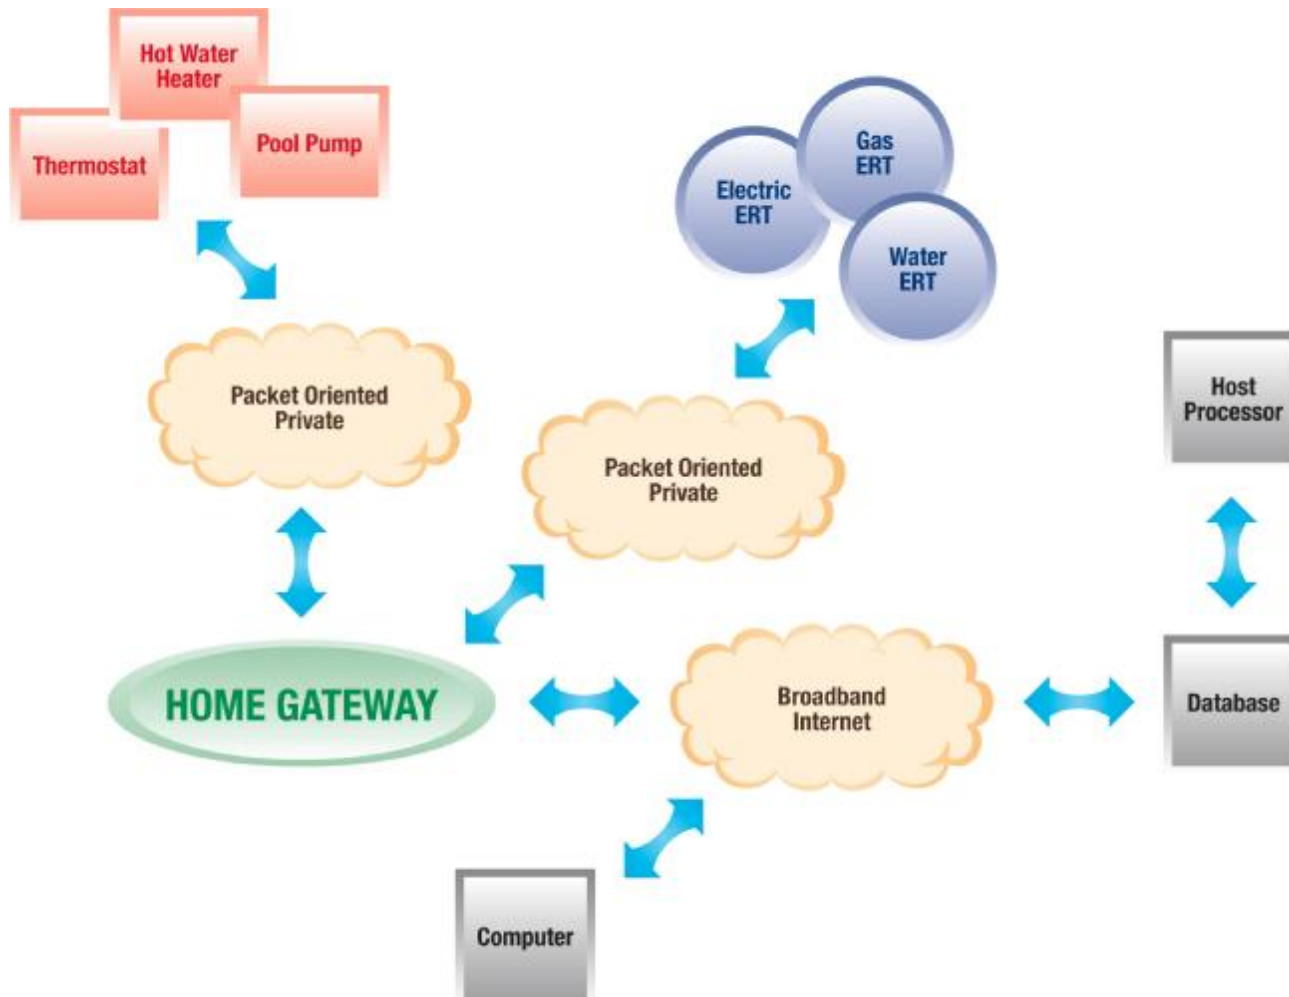 Hot Water
Heater
Thermostat
Pool Pump
Gas
ERT
Electric
ERT
Water
ERT
Packet Oriented
Private
Packet Oriented
Private
Host
Processor
HOME GATEWAY
Broadband
Internet
Database
Computer